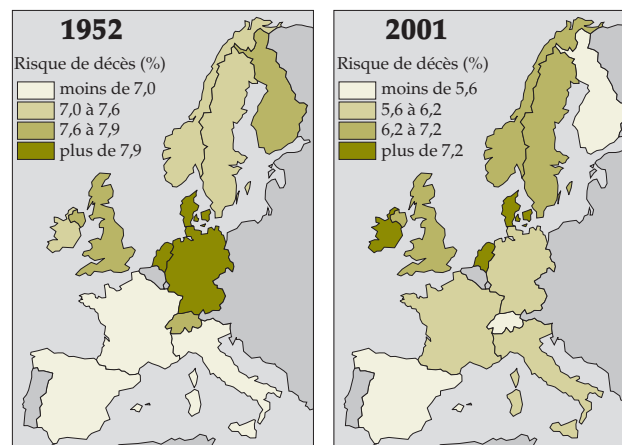 1952
Risque de décès (%)
moins de 7,0
7,0 à 7,6
7,6 à 7,9
plus de 7,9
2001
Risque de décès (%)
moins de 5,6
5,6 à 6,2
6,2 à 7,2
plus de 7,2